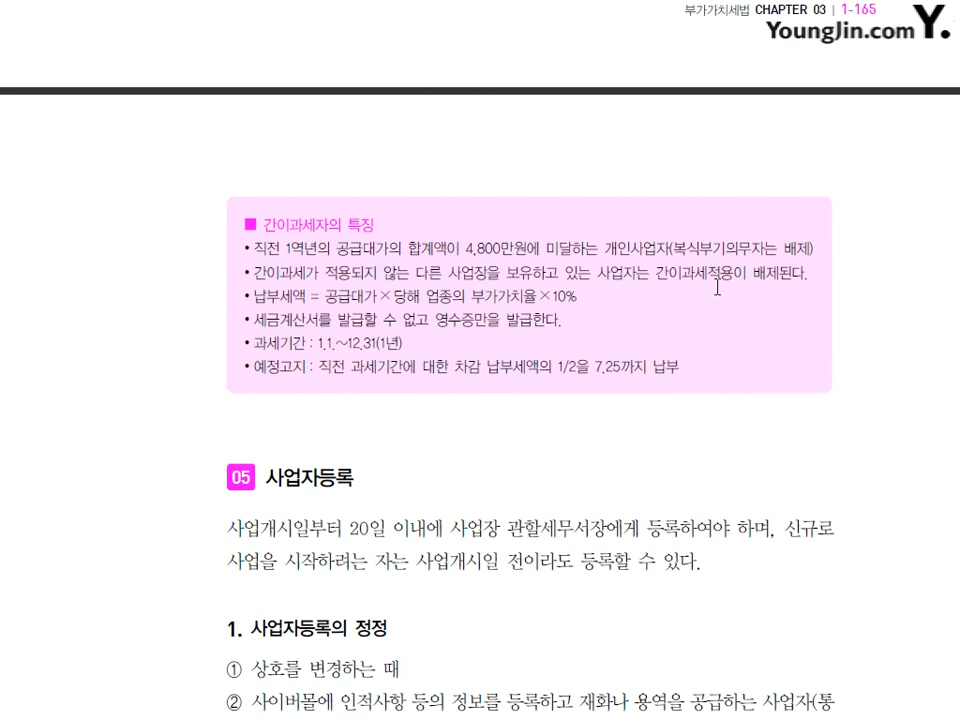 부가가치세법 CHAPTER 03 | 1-165
YoungJin.com Y.
■ 간이과세자의 특징
• 직전 1역년의 공급대가의 합계액이 4,800만원에 미달하는 개인사업자(복식부기의무자는 배제)
• 간이과세가 적용되지 않는 다른 사업장을 보유하고 있는 사업자는 간이과세적용이 배제된다.
• 납부세액 = 공급대가×당해 업종의 부가가치율×10%
• 세금계산서를 발급할 수 없고 영수증만을 발급한다.
• 과세기간 : 1.1.~12.31(1년)
• 예정고지 : 직전 과세기간에 대한 차감 납부세액의 1/2을 7.25까지 납부
05 사업자등록
사업개시일부터 20일 이내에 사업장 관할세무서장에게 등록하여야 하며, 신규로
사업을 시작하려는 자는 사업개시일 전이라도 등록할 수 있다.
1. 사업자등록의 정정
① 상호를 변경하는 때
② 사이버몰에 인적사항 등의 정보를 등록하고 재화나 용역을 공급하는 사업자(통